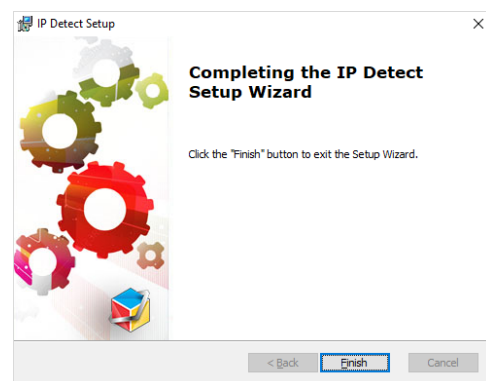 IP Detect Setup
Completing the IP Detect
Setup Wizard
Click the "Finish" button to exit the Setup Wizard.
< Back Finish Cancel